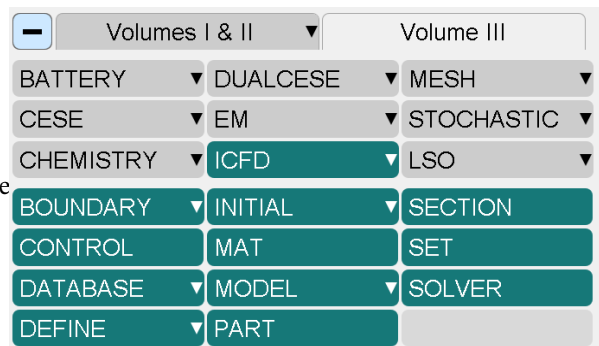 − Volumes I & II ▼ Volume III
BATTERY ▼ DUALCESE ▼ MESH ▼
CESE ▼ EM ▼ STOCHASTIC ▼
CHEMISTRY ▼ ICFD ▼ LSO ▼
e
BOUNDARY ▼ INITIAL ▼ SECTION
CONTROL MAT SET
DATABASE ▼ MODEL ▼ SOLVER
DEFINE ▼ PART